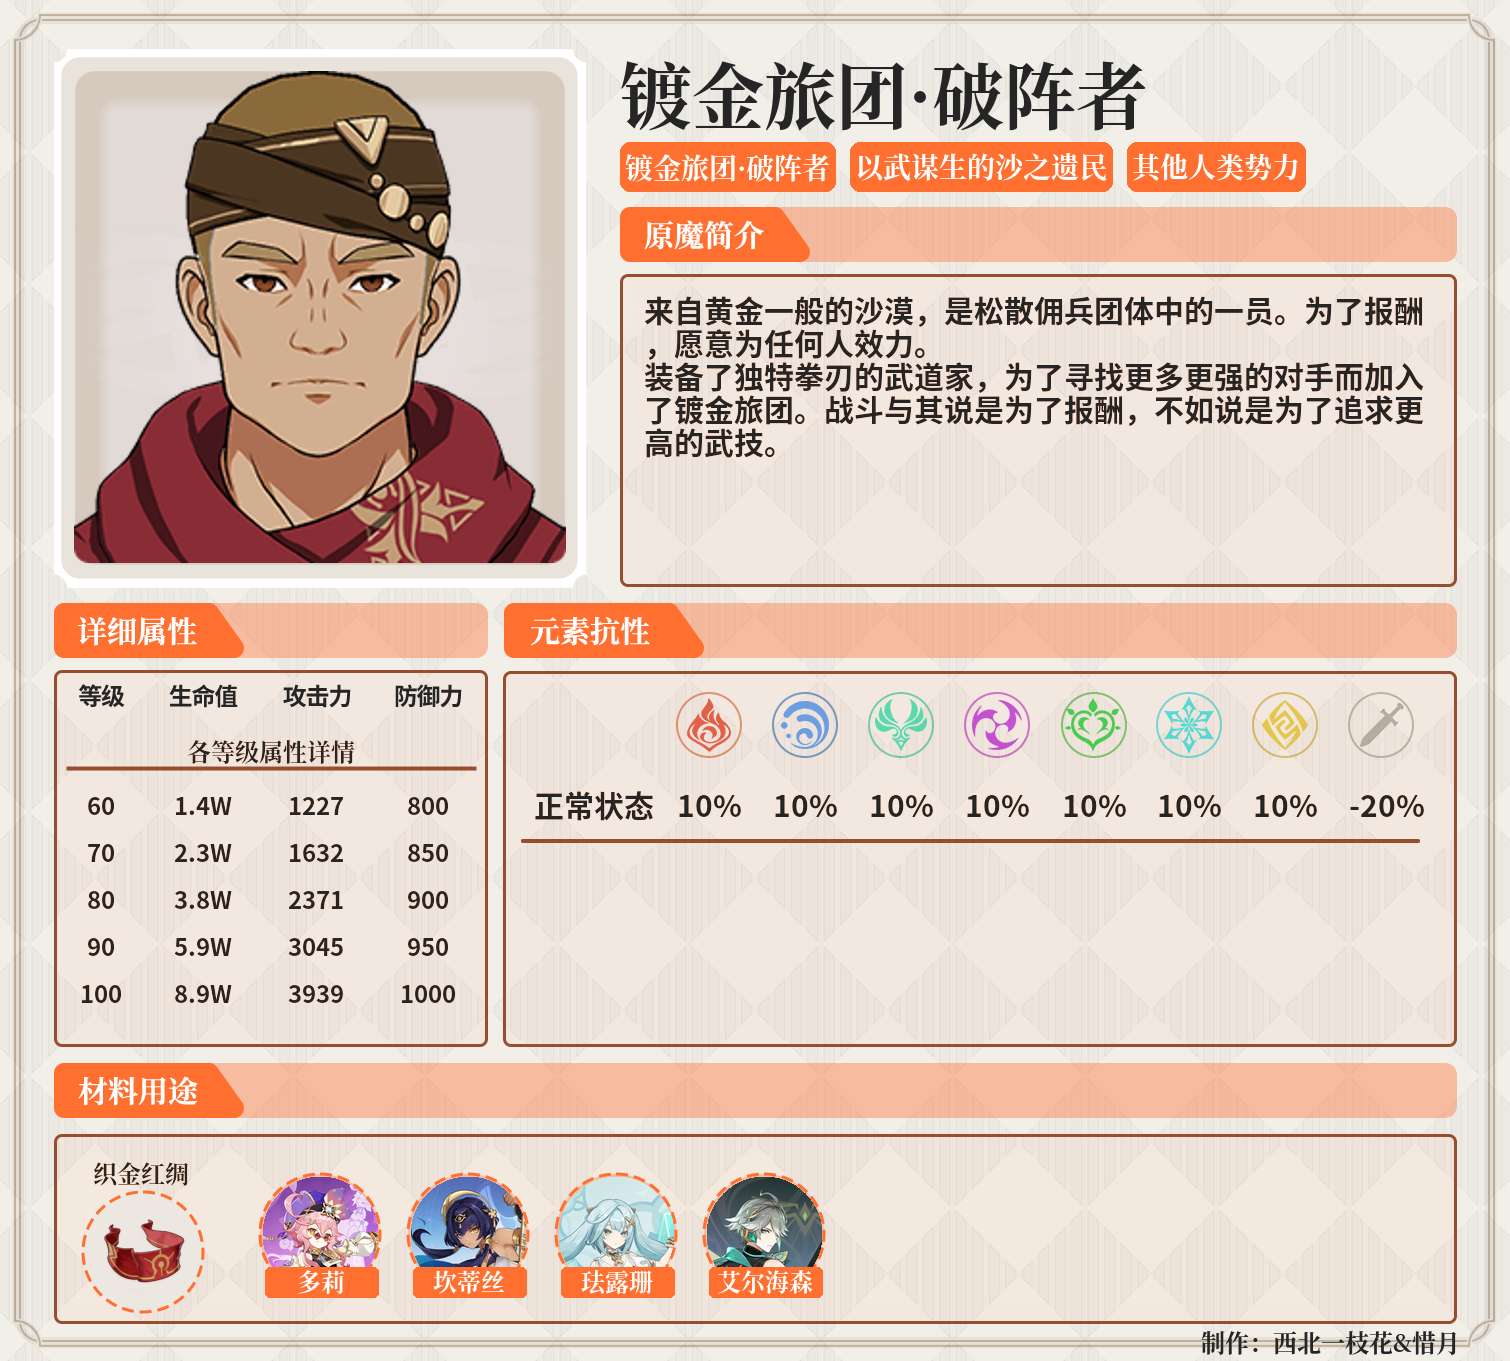 镀金旅团·破阵者
镀金旅团·破阵者 以武谋生的沙之遗民 其他人类势力
原魔简介
来自黄金一般的沙漠，是松散佣兵团体中的一员。为了报酬
，愿意为任何人效力。
装备了独特拳刃的武道家，为了寻找更多更强的对手而加入
了镀金旅团。战斗与其说是为了报酬，不如说是为了追求更
高的武技。
详细属性
等级 生命值 攻击力 防御力
各等级属性详情
60 1.4W 1227 800
70 2.3W 1632 850
80 3.8W 2371 900
90 5.9W 3045 950
100 8.9W 3939 1000
元素抗性
正常状态 10% 10% 10% 10% 10% 10% 10% -20%
材料用途
织金红绸
多莉 坎蒂丝 珐露珊 艾尔海森
制作：西北一枝花&惜月